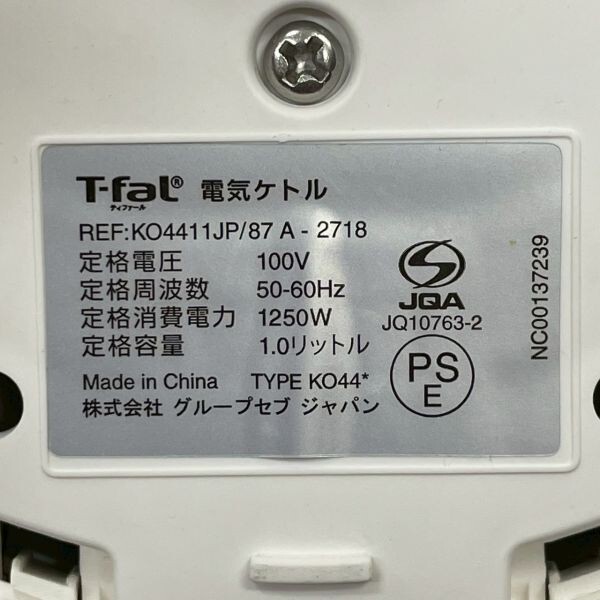 T-faL® 電気ケトル
ティファール
REF:KO4411JP/87 A - 2718
定格電圧 100V
定格周波数 50-60Hz
定格消費電力 1250W
定格容量 1.0リットル
Made in China TYPE KO44*
株式会社 グループセブ ジャパン
JQA
JQ10763-2
PS
E
NC00137239